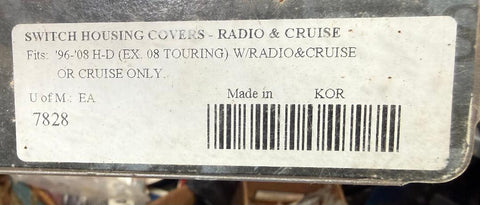 SWITCH HOUSING COVERS - RADIO & CRUISE
Fits: '96-'08 H-D (EX. 08 TOURING) W/RADIO&CRUISE
OR CRUISE ONLY.
U of M.: EA
Made in KOR
7828